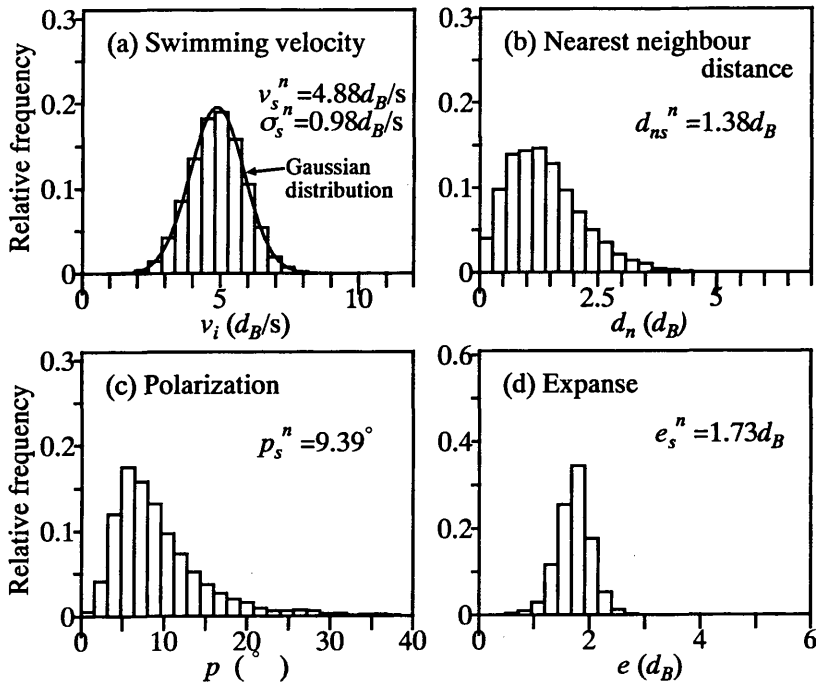 0.3
(a) Swimming velocity
v_s^n =4.88d_B/s
σ_s^n =0.98d_B/s
Gaussian
distribution
0.2
0.1
0
Relative frequency
0 5 10
v_i (d_B/s)
0.3
(b) Nearest neighbour
distance
d_ns^n =1.38d_B
0.2
0.1
0
0 2.5 5
d_n (d_B)
0.3
(c) Polarization
p_s^n =9.39°
0.2
0.1
0
Relative frequency
0 10 20 30 40
p (°)
0.6
(d) Expanse
e_s^n =1.73d_B
0.4
0.2
0
0 2 4 6
e (d_B)